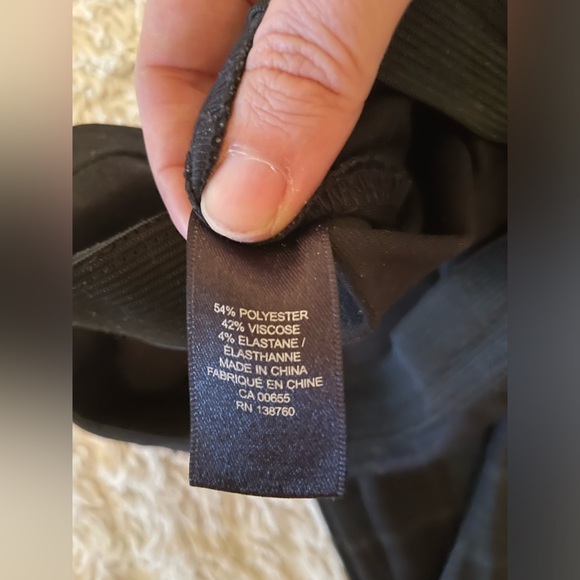 54% POLYESTER
42% VISCOSE
4% ELASTANE /
ÉLASTHANNE
MADE IN CHINA
FABRIQUÉ EN CHINE
CA 00655
RN 138760